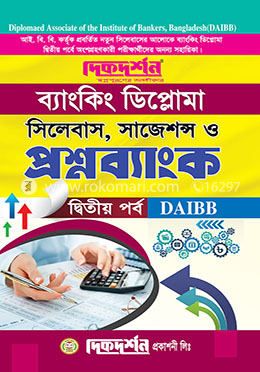 Diplomaed Associate of the Institute of Bankers, Bangladesh(DAIBB)
আই. বি. বি. কর্তৃক প্রবর্তিত নতুন সিলেবাসের আলোকে ব্যাংকিং ডিপ্লোমা
দ্বিতীয় পর্বে অংশগ্রহণকারী পরীক্ষার্থীদের অনন্য সহায়িকা।
দিকদর্শন
ব্যাংকিং ডিপ্লোমা
সিলেবাস, সাজেশন্স ও
প্রশ্নব্যাংক
www.rokomari.com 16297
দ্বিতীয় পর্ব DAIBB
দিকদর্শন প্রকাশনী লিঃ